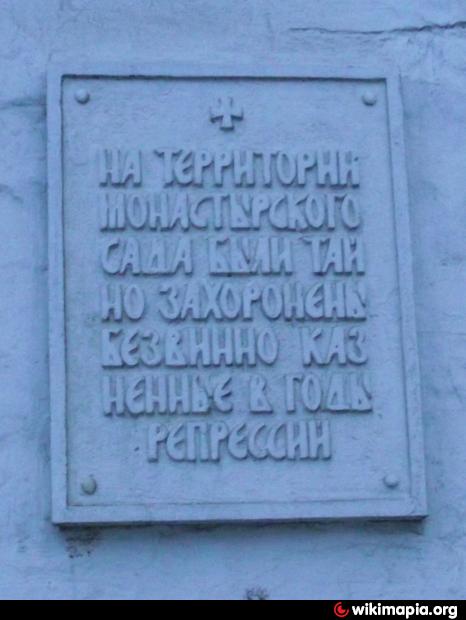 НА ТЕРРИТОРИИ
МОНАСТЫРСКОГО
САДА БЫЛИ ТАЙ
НО ЗАХОРОНЕНЫ
БЕЗВИННО КАЗ
НЕННЫЕ В ГОДЫ
РЕПРЕССИЙ
wikimapia.org